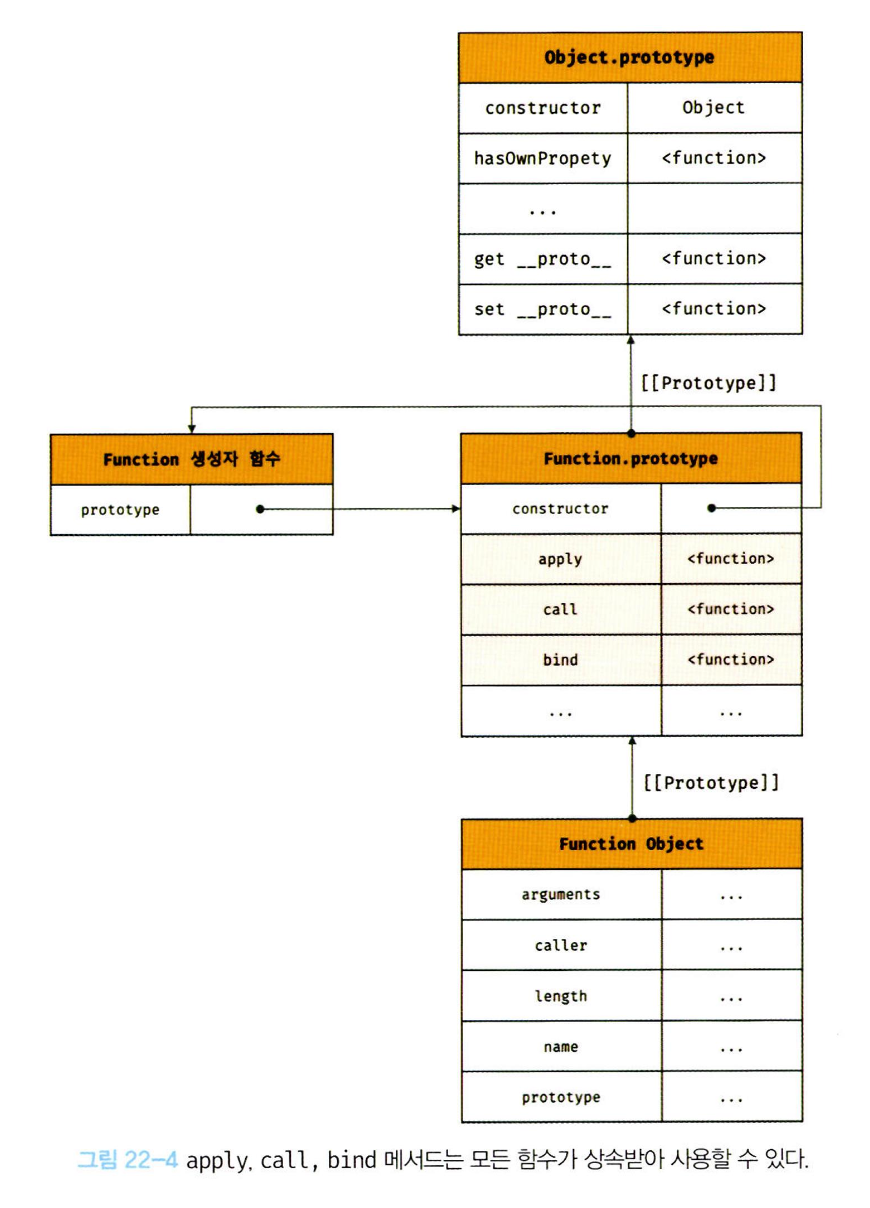 Object.prototype
constructor Object
hasOwnPropety <function>
...
get __proto__ <function>
set __proto__ <function>
[[Prototype]]
Function 생성자 함수
prototype
Function.prototype
constructor
apply <function>
call <function>
bind <function>
... ...
[[Prototype]]
Function Object
arguments ...
caller ...
length ...
name ...
prototype ...
그림 22-4 apply, call, bind 메서드는 모든 함수가 상속받아 사용할 수 있다.